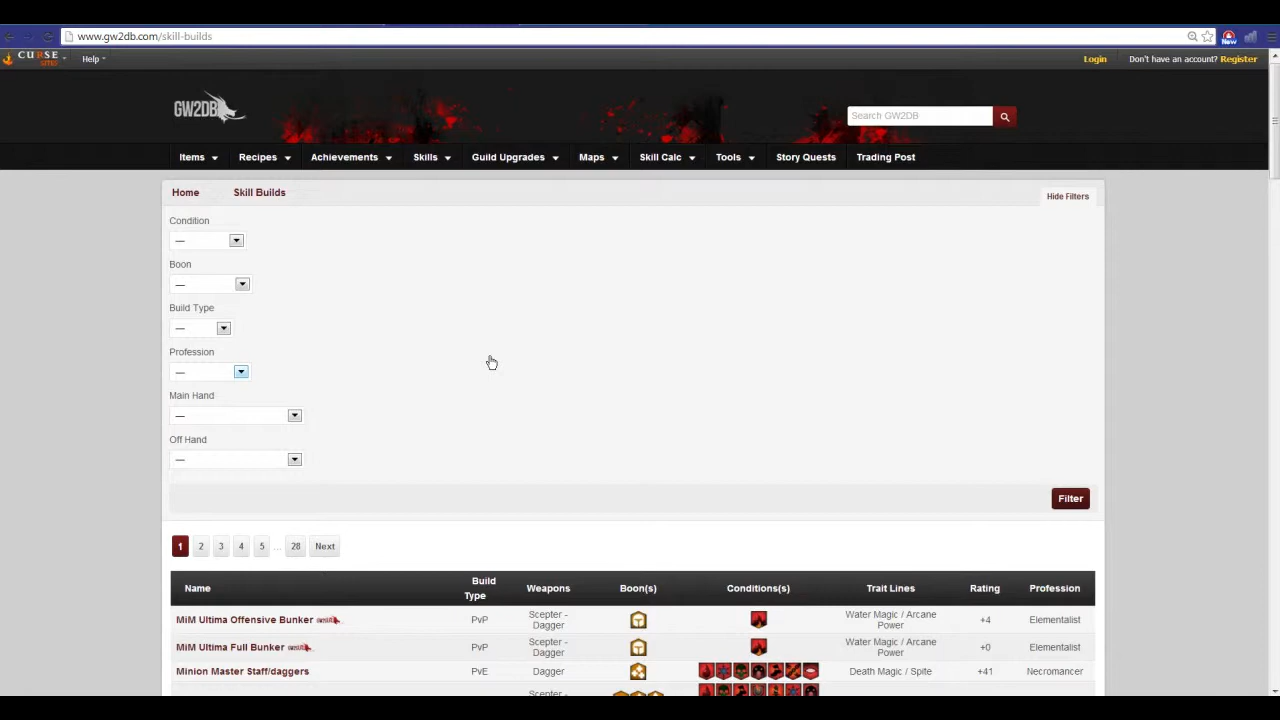 www.gw2db.com/skill-builds
New
CURSE SITES
Help
Login
Don't have an account? Register
GW2DB
Search GW2DB
Items
Recipes
Achievements
Skills
Guild Upgrades
Maps
Skill Calc
Tools
Story Quests
Trading Post
Home
Skill Builds
Hide Filters
Condition
—
Boon
—
Build Type
—
Profession
—
Main Hand
—
Off Hand
—
Filter
1 2 3 4 5 ... 28 Next
Name Build Type Weapons Boon(s) Conditions(s) Trait Lines Rating Profession
MiM Ultima Offensive Bunker PvP Scepter - Dagger Water Magic / Arcane Power +4 Elementalist
MiM Ultima Full Bunker PvP Scepter - Dagger Water Magic / Arcane Power +0 Elementalist
Minion Master Staff/daggers PvE Dagger Death Magic / Spite +41 Necromancer
Scepter -